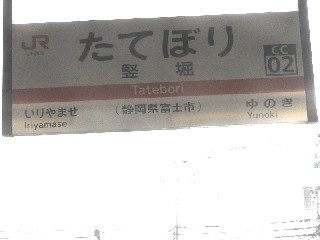 JR
たてぼり
竪堀
CC
02
Tatebori
いりやませ
Iriyamase
(静岡県富士市)
ゆのき
Yunoki